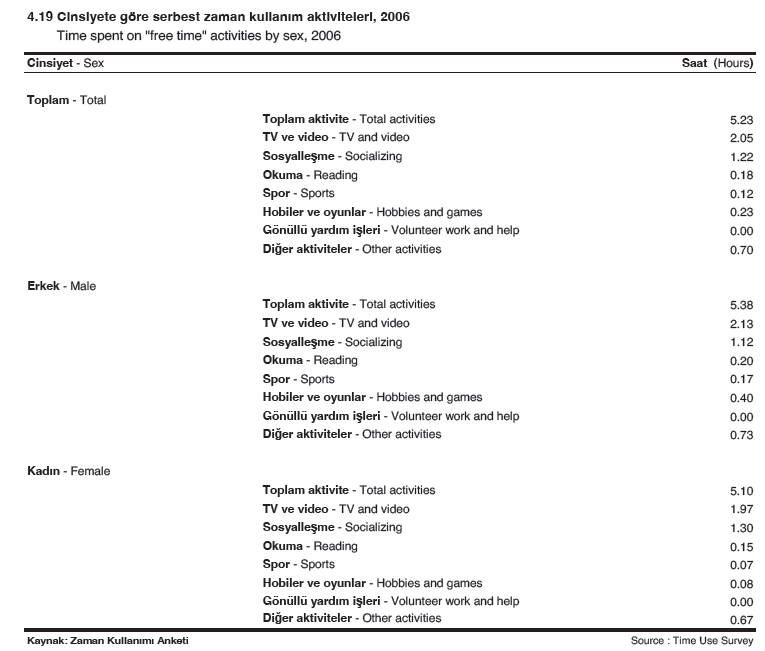 4.19 Cinsiyete göre serbest zaman kullanım aktiviteleri, 2006
Time spent on "free time" activities by sex, 2006
Cinsiyet - Sex Saat (Hours)
Toplam - Total
Toplam aktivite - Total activities 5.23
TV ve video - TV and video 2.05
Sosyalleşme - Socializing 1.22
Okuma - Reading 0.18
Spor - Sports 0.12
Hobiler ve oyunlar - Hobbies and games 0.23
Gönüllü yardım işleri - Volunteer work and help 0.00
Diğer aktiviteler - Other activities 0.70
Erkek - Male
Toplam aktivite - Total activities 5.38
TV ve video - TV and video 2.13
Sosyalleşme - Socializing 1.12
Okuma - Reading 0.20
Spor - Sports 0.17
Hobiler ve oyunlar - Hobbies and games 0.40
Gönüllü yardım işleri - Volunteer work and help 0.00
Diğer aktiviteler - Other activities 0.73
Kadın - Female
Toplam aktivite - Total activities 5.10
TV ve video - TV and video 1.97
Sosyalleşme - Socializing 1.30
Okuma - Reading 0.15
Spor - Sports 0.07
Hobiler ve oyunlar - Hobbies and games 0.08
Gönüllü yardım işleri - Volunteer work and help 0.00
Diğer aktiviteler - Other activities 0.67
Kaynak: Zaman Kullanımı Anketi Source : Time Use Survey